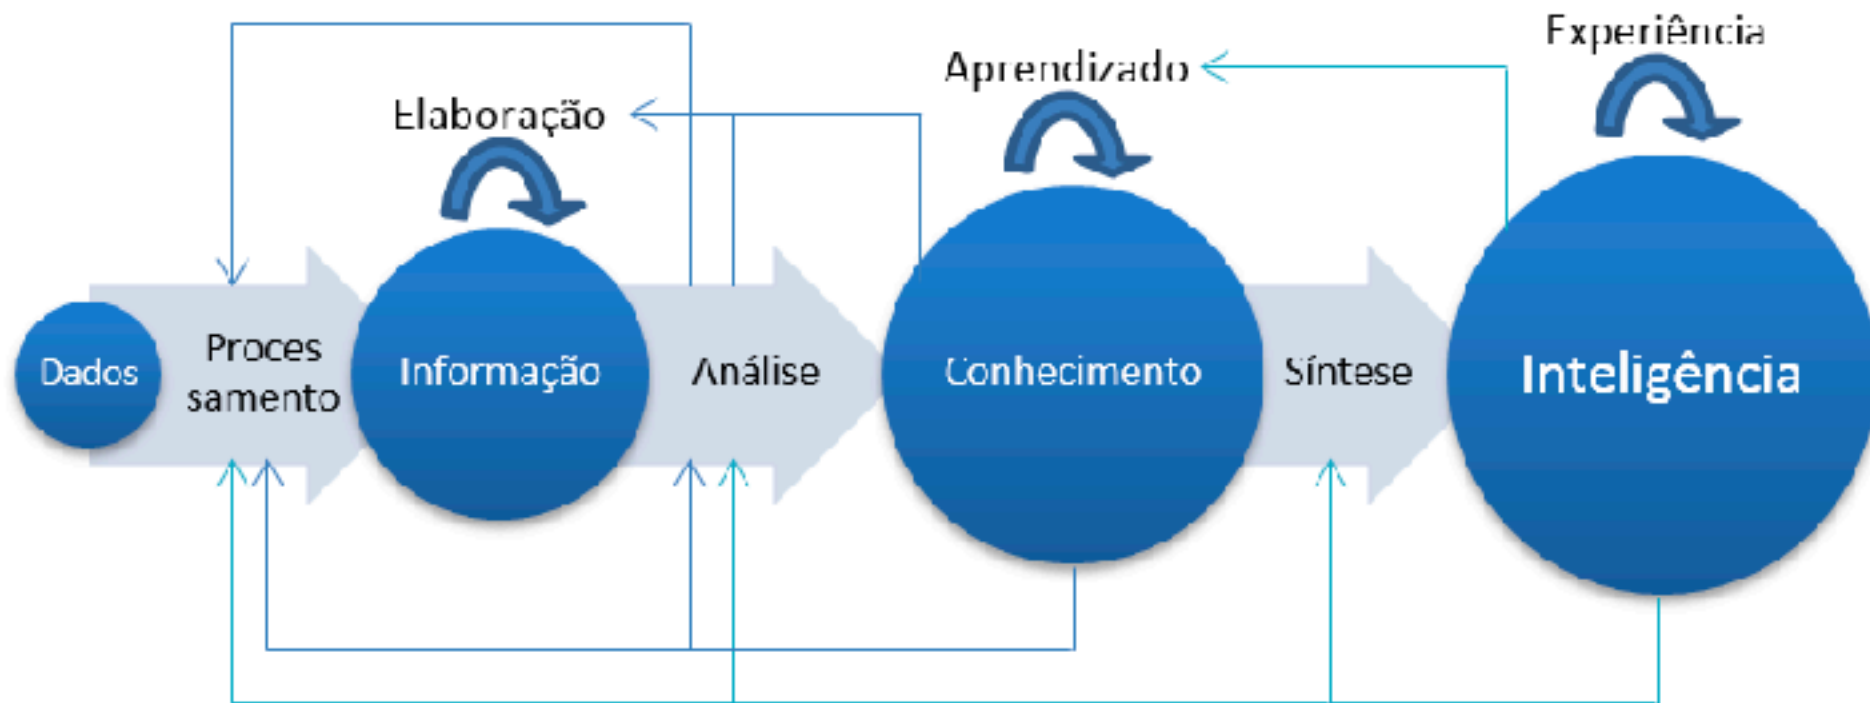 Experiência
Aprendizado
Elaboração
Dados
Proces
samento
Informação
Análise
Conhecimento
Síntese
Inteligência